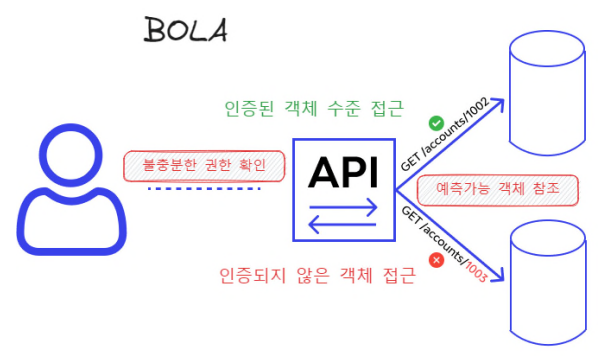 BOLA
인증된 객체 수준 접근
GET /accounts/1002
불충분한 권한 확인
API
예측가능 객체 참조
GET /accounts/1003
인증되지 않은 객체 접근